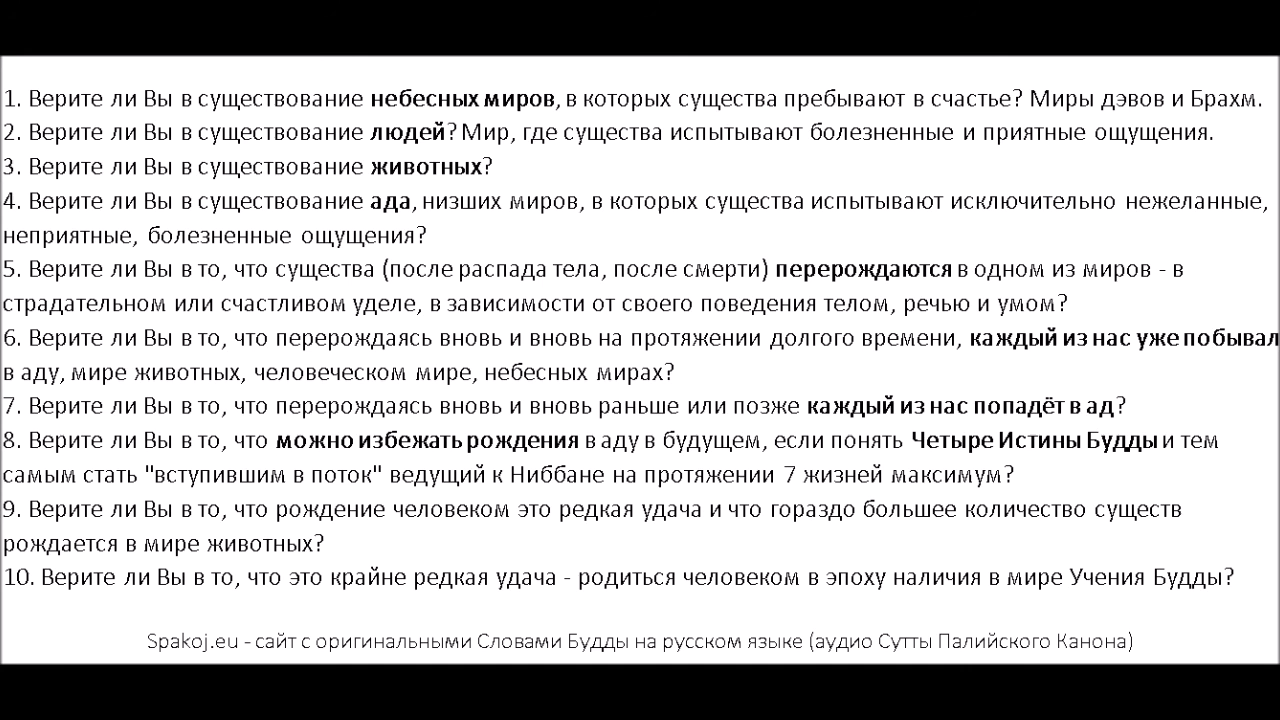 1. Верите ли Вы в существование небесных миров, в которых существа пребывают в счастье? Миры дэвов и Брахм.
2. Верите ли Вы в существование людей? Мир, где существа испытывают болезненные и приятные ощущения.
3. Верите ли Вы в существование животных?
4. Верите ли Вы в существование ада, низших миров, в которых существа испытывают исключительно нежеланные,
неприятные, болезненные ощущения?
5. Верите ли Вы в то, что существа (после распада тела, после смерти) перерождаются в одном из миров - в
страдательном или счастливом уделе, в зависимости от своего поведения телом, речью и умом?
6. Верите ли Вы в то, что перерождаясь вновь и вновь на протяжении долгого времени, каждый из нас уже побывал
в аду, мире животных, человеческом мире, небесных мирах?
7. Верите ли Вы в то, что перерождаясь вновь и вновь раньше или позже каждый из нас попадёт в ад?
8. Верите ли Вы в то, что можно избежать рождения в аду в будущем, если понять Четыре Истины Будды и тем
самым стать "вступившим в поток" ведущий к Ниббане на протяжении 7 жизней максимум?
9. Верите ли Вы в то, что рождение человеком это редкая удача и что гораздо большее количество существ
рождается в мире животных?
10. Верите ли Вы в то, что это крайне редкая удача - родиться человеком в эпоху наличия в мире Учения Будды?
Spakoj.eu - сайт с оригинальными Словами Будды на русском языке (аудио Сутты Палийского Канона)